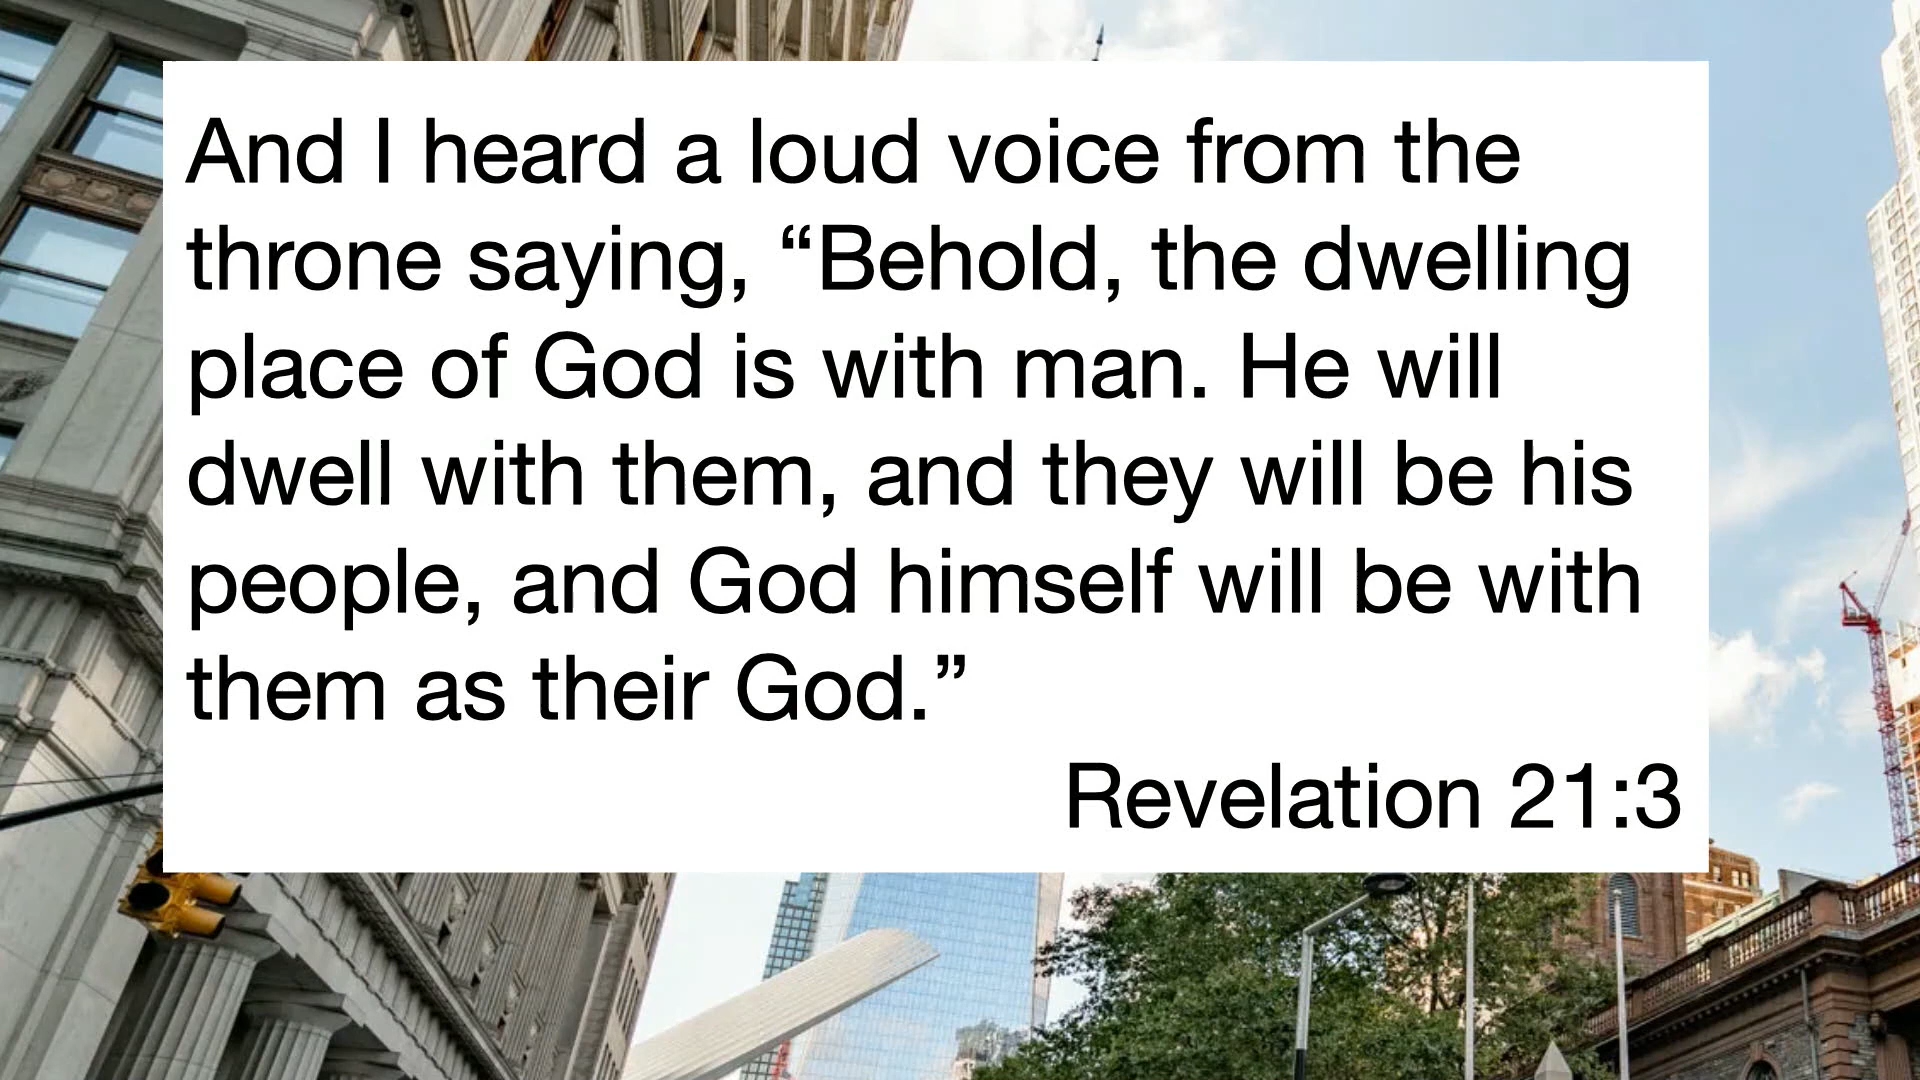 And I heard a loud voice from the
throne saying, “Behold, the dwelling
place of God is with man. He will
dwell with them, and they will be his
people, and God himself will be with
them as their God.”
Revelation 21:3